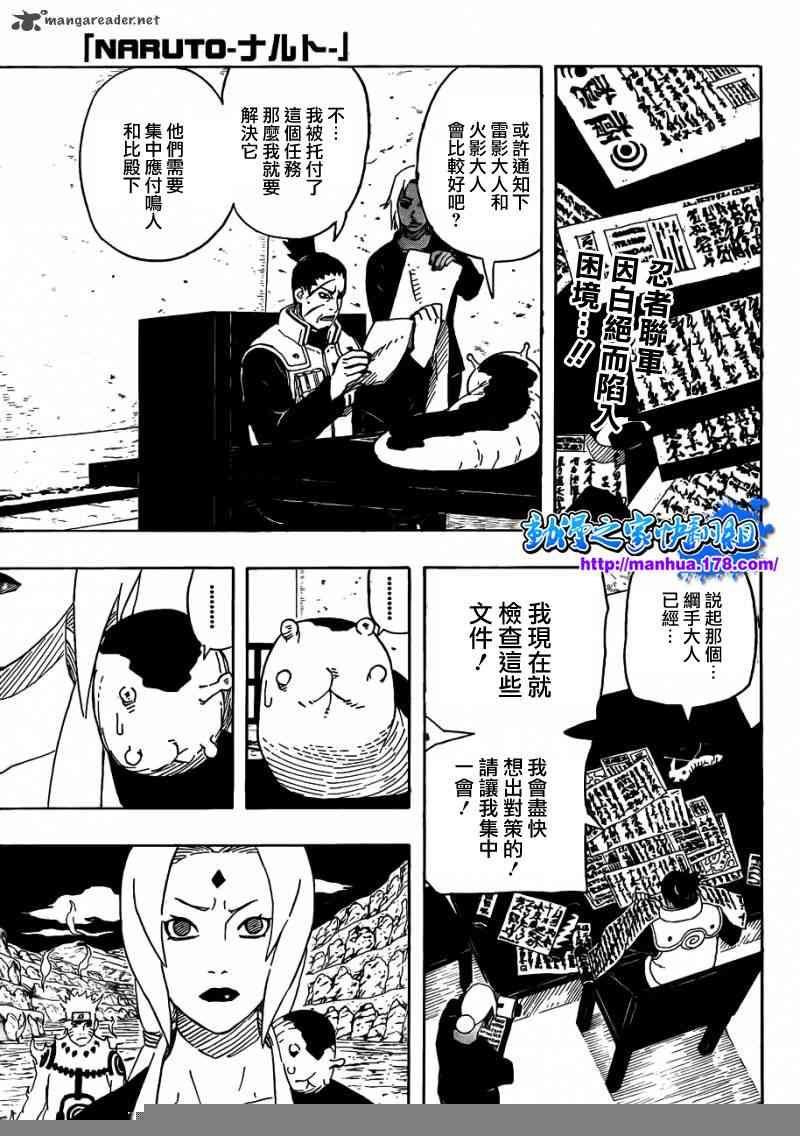 mangareader.net
「NARUTO-ナルト-」
忍者聯軍
因白絕而陷入
困境…!!
或許通知下
雷影大人和
火影大人
會比較好吧?
不…
我被托付了
這個任務
那麼我就要
解決它
他們需要
集中應付鳴人
和比殿下
動漫之家快翻組
http://manhua.178.com/
説起那個…
綱手大人
已經…
我現在就
檢查這些
文件!
我會盡快
想出對策的!
請讓我集中
一會!
………
………